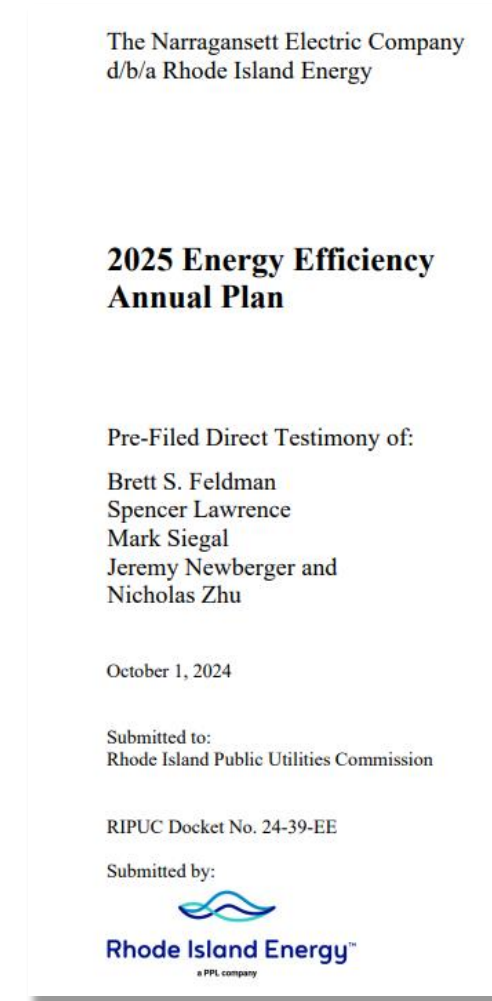 The Narragansett Electric Company
d/b/a Rhode Island Energy
2025 Energy Efficiency
Annual Plan
Pre-Filed Direct Testimony of:
Brett S. Feldman
Spencer Lawrence
Mark Siegal
Jeremy Newberger and
Nicholas Zhu
October 1, 2024
Submitted to:
Rhode Island Public Utilities Commission
RIPUC Docket No. 24-39-EE
Submitted by:
Rhode Island Energy™
a PPL company